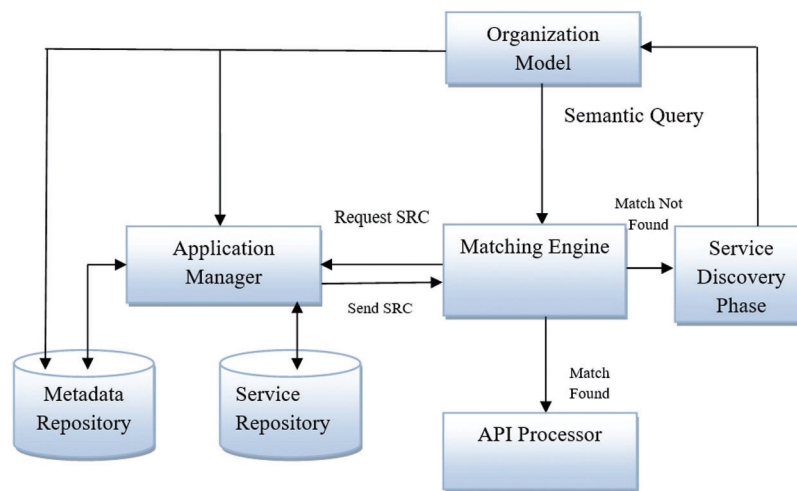 Organization
Model
Semantic Query
Match Not
Found
Request SRC
Application
Manager
Matching Engine
Service
Discovery
Phase
Send SRC
Metadata
Repository
Service
Repository
Match
Found
API Processor